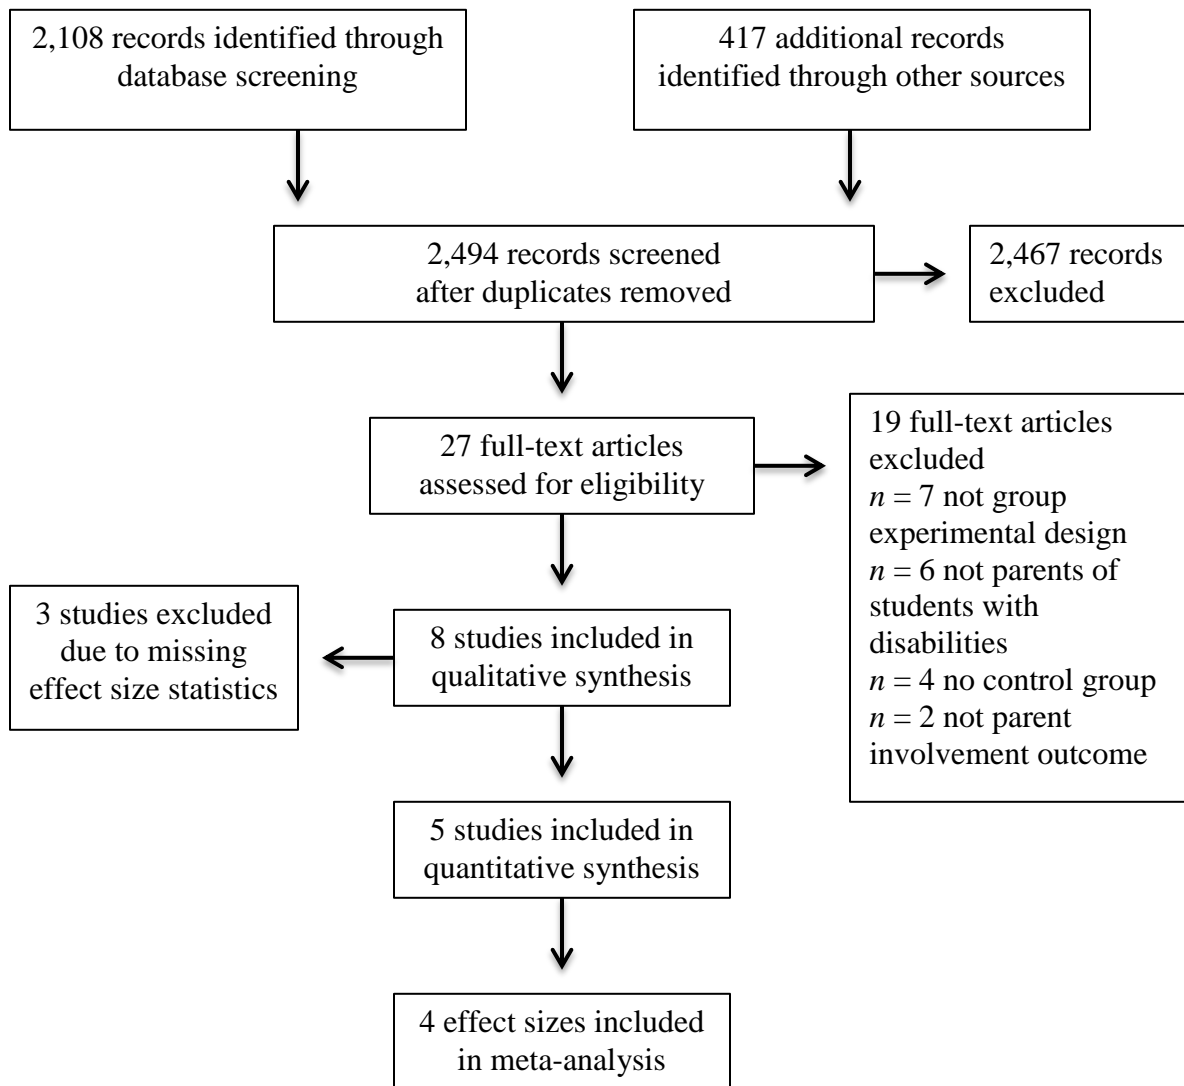 2,108 records identified through
database screening
417 additional records
identified through other sources
2,494 records screened
after duplicates removed
2,467 records
excluded
27 full-text articles
assessed for eligibility
19 full-text articles
excluded
n = 7 not group
experimental design
n = 6 not parents of
students with
disabilities
n = 4 no control group
n = 2 not parent
involvement outcome
3 studies excluded
due to missing
effect size statistics
8 studies included in
qualitative synthesis
5 studies included in
quantitative synthesis
4 effect sizes included
in meta-analysis